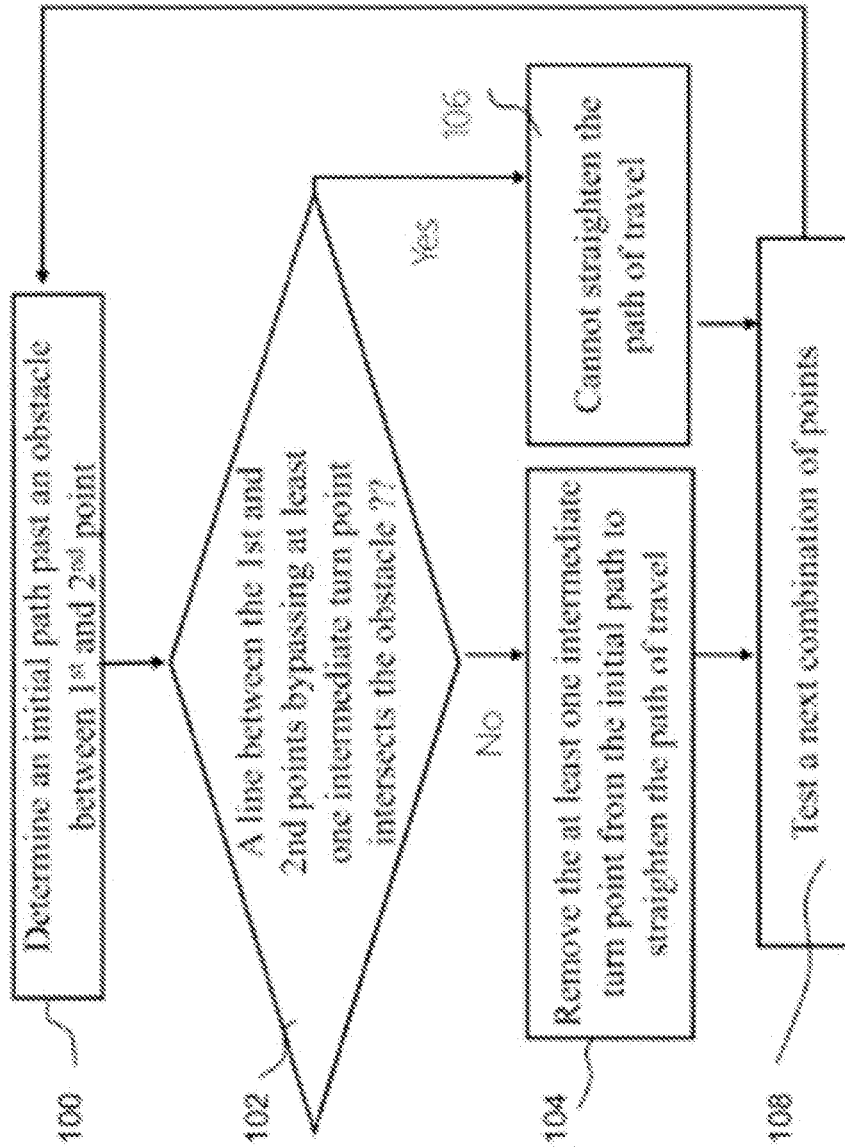 100
Determine an initial path past an obstacle
between 1st and 2nd point
102
A line between the 1st and
2nd points bypassing at least
one intermediate turn point
intersects the obstacle ??
Yes
No
106
104
Remove the at least one intermediate
turn point from the initial path to
straighten the path of travel
Cannot straighten the
path of travel
108
Test a next combination of points